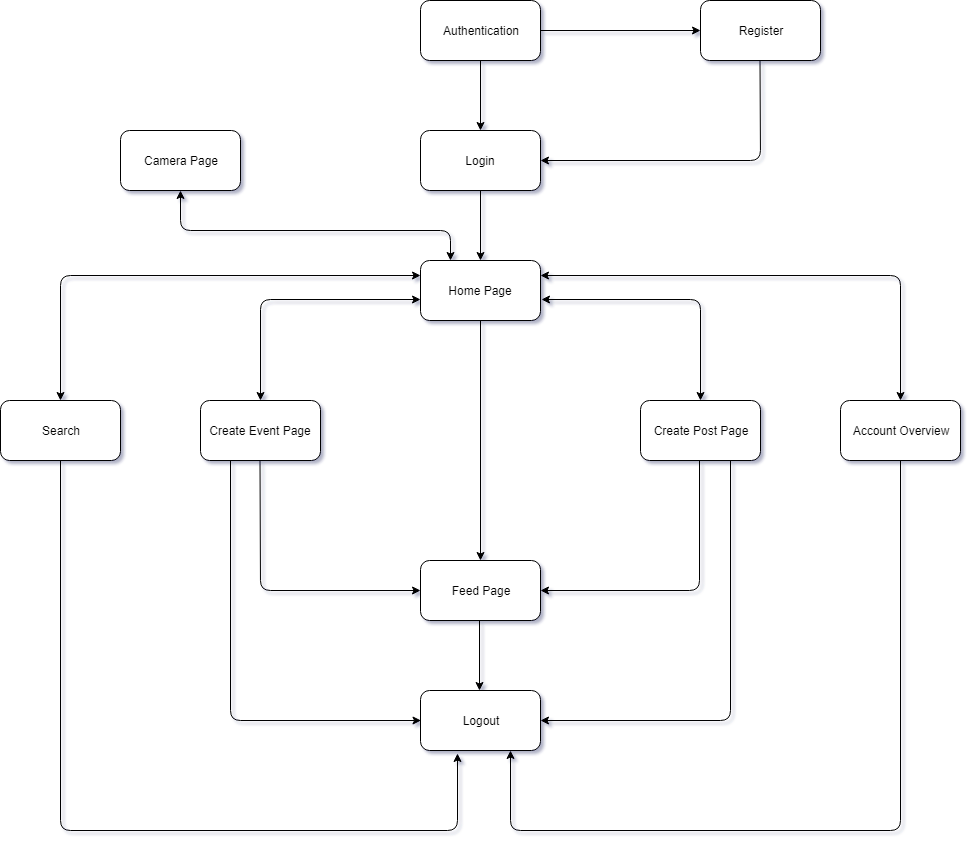 Authentication
Register
Camera Page
Login
Home Page
Search
Create Event Page
Create Post Page
Account Overview
Feed Page
Logout